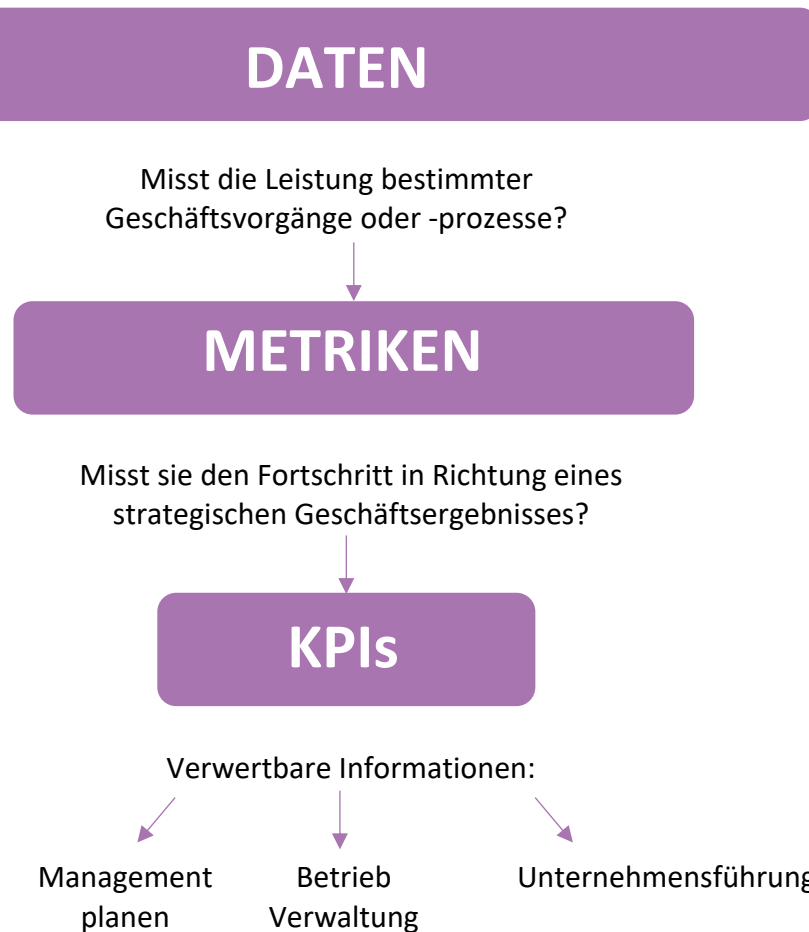 DATEN
Misst die Leistung bestimmter
Geschäftsvorgänge oder -prozesse?
METRIKEN
Misst sie den Fortschritt in Richtung eines
strategischen Geschäftsergebnisses?
KPIs
Verwertbare Informationen:
Management Betrieb Unternehmensführung
planen Verwaltung